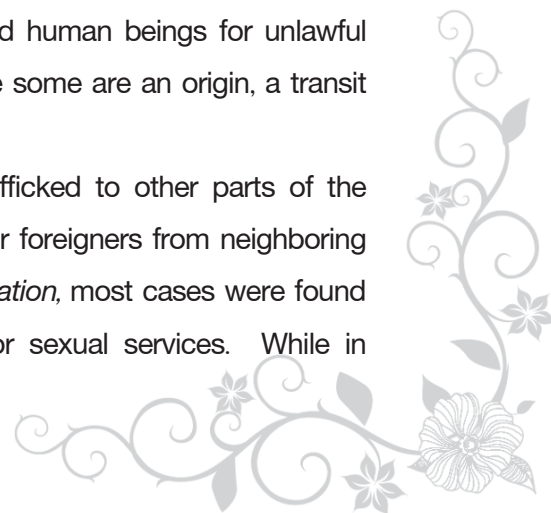 d human beings for unlawful
some are an origin, a transit
fficked to other parts of the
r foreigners from neighboring
ation, most cases were found
or sexual services. While in